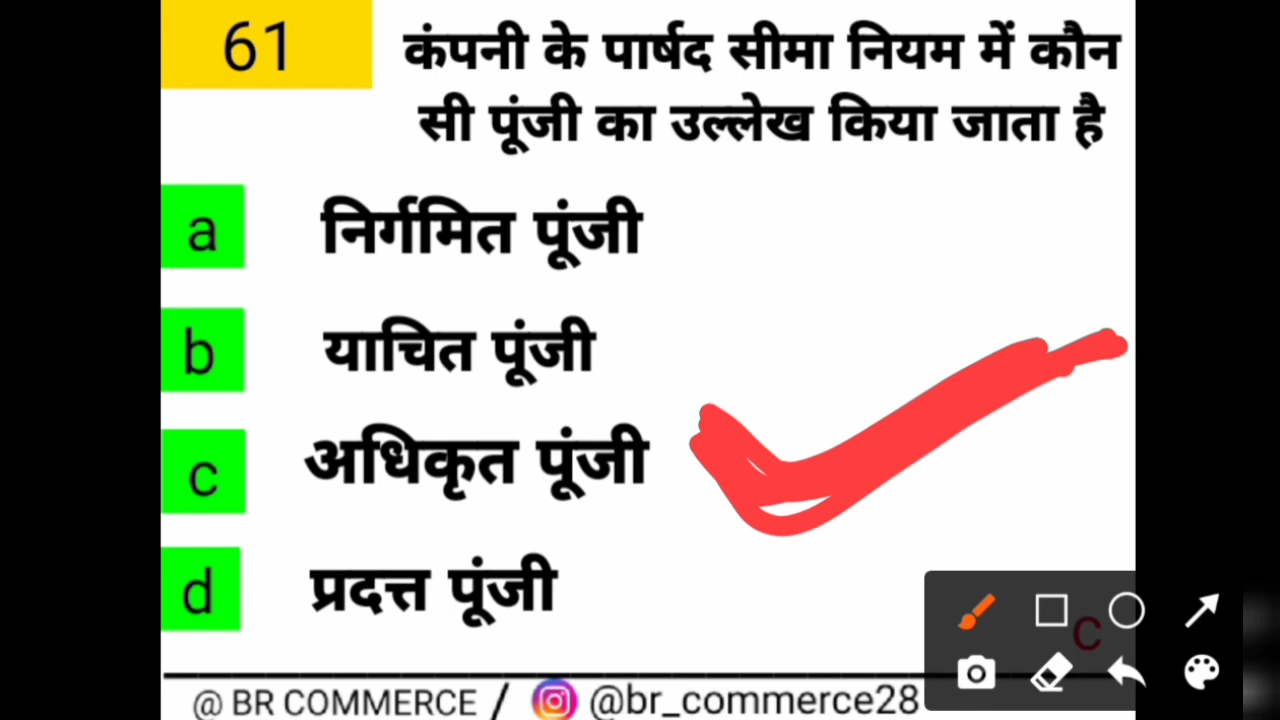 61
कंपनी के पार्षद सीमा नियम में कौन
सी पूंजी का उल्लेख किया जाता है
a निर्गमित पूंजी
b याचित पूंजी
c अधिकृत पूंजी
d प्रदत्त पूंजी
c
@ BR COMMERCE / @br_commerce28